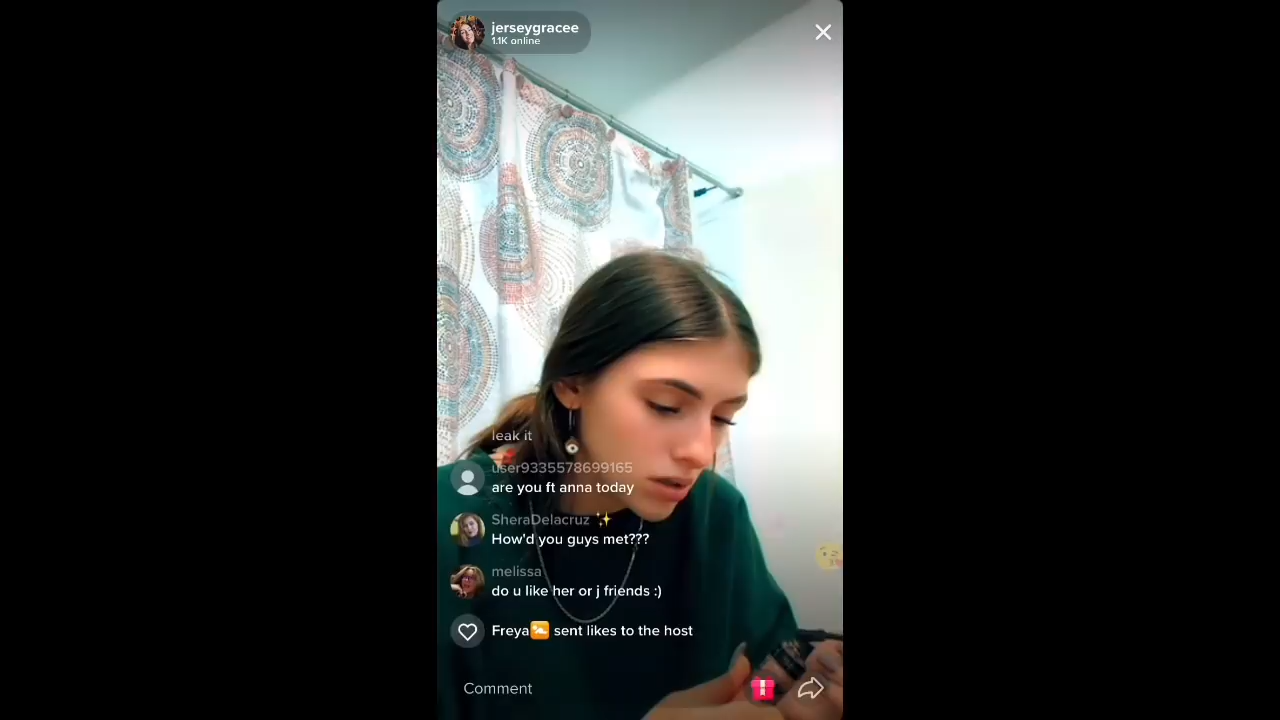 jerseygracee
1.1K online
leak it
user9335578699165
are you ft anna today
SheraDelacruz ✨
How'd you guys met???
melissa
do u like her or j friends :)
Freya🌤️ sent likes to the host
Comment